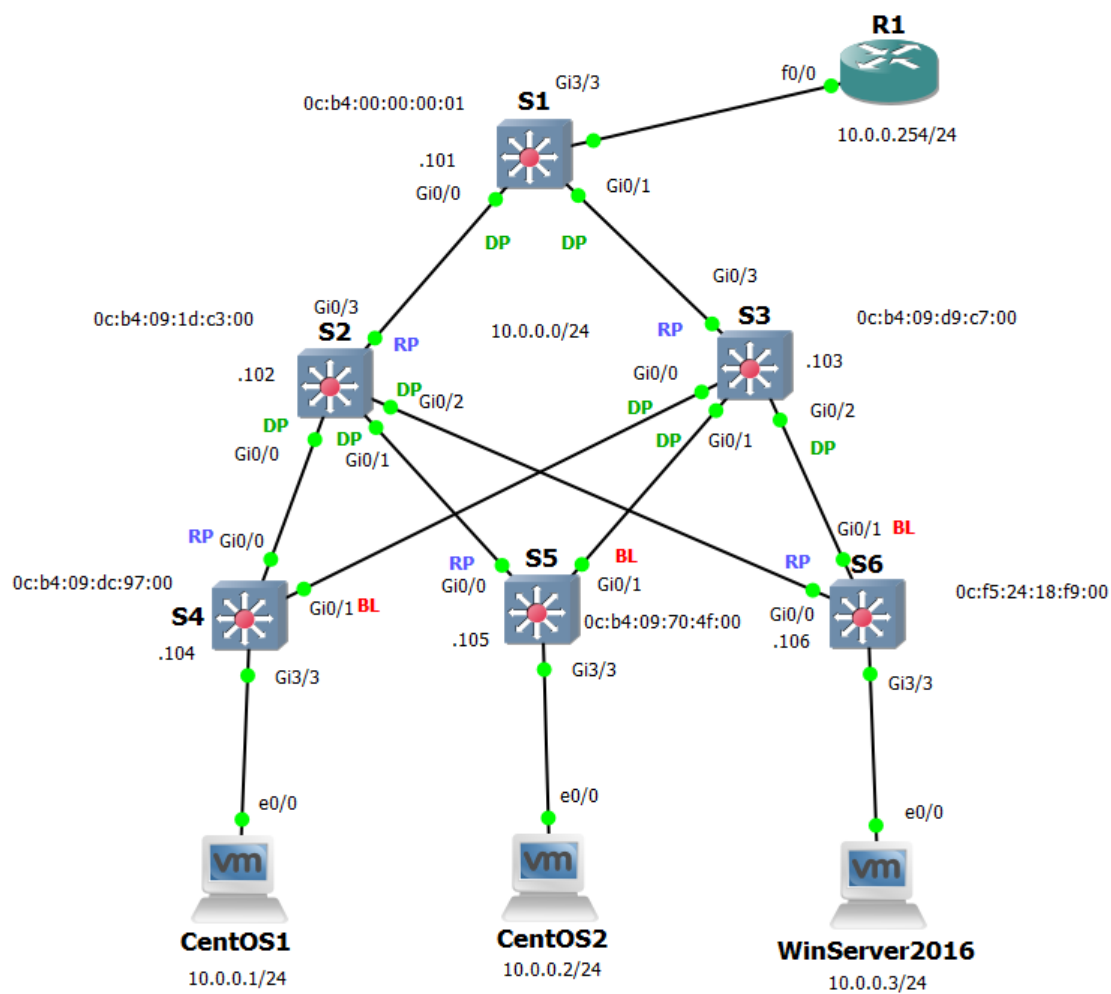 R1
f0/0
Gi3/3
S1
0c:b4:00:00:00:01
10.0.0.254/24
.101
Gi0/0
Gi0/1
DP
DP
Gi0/3
Gi0/3
0c:b4:09:1d:c3:00
S2
RP
10.0.0.0/24
RP
S3
0c:b4:09:d9:c7:00
.102
.103
Gi0/0
DP
Gi0/2
DP
Gi0/2
DP
DP
DP
Gi0/1
DP
Gi0/0
Gi0/1
RP
Gi0/0
Gi0/1
BL
S5
BL
RP
RP
S6
0c:b4:09:dc:97:00
Gi0/0
Gi0/1
0c:f5:24:18:f9:00
S4
Gi0/1
BL
0c:b4:09:70:4f:00
Gi0/0
.104
.105
.106
Gi3/3
Gi3/3
Gi3/3
e0/0
e0/0
e0/0
vm
vm
vm
CentOS1
CentOS2
WinServer2016
10.0.0.1/24
10.0.0.2/24
10.0.0.3/24